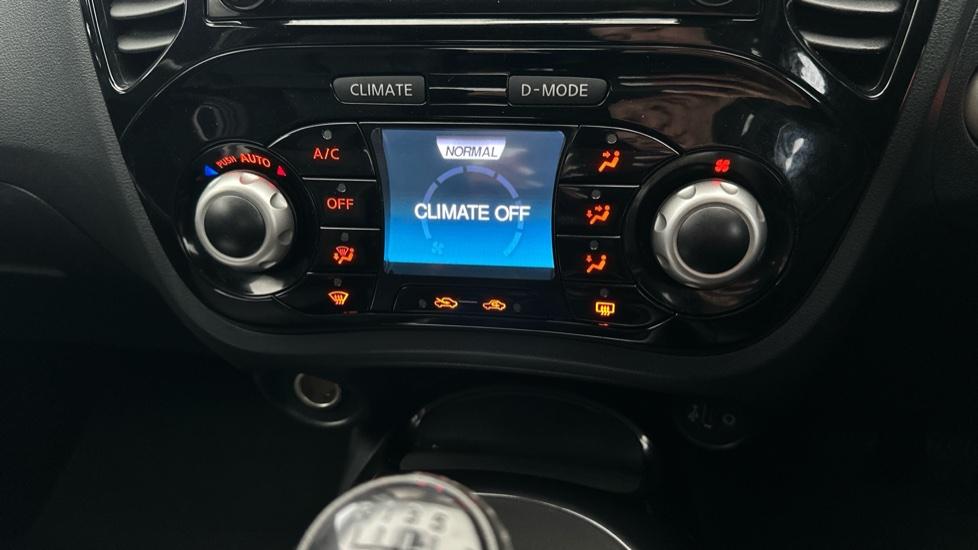 CLIMATE
D-MODE
PUSH AUTO
A/C
OFF
NORMAL
CLIMATE OFF